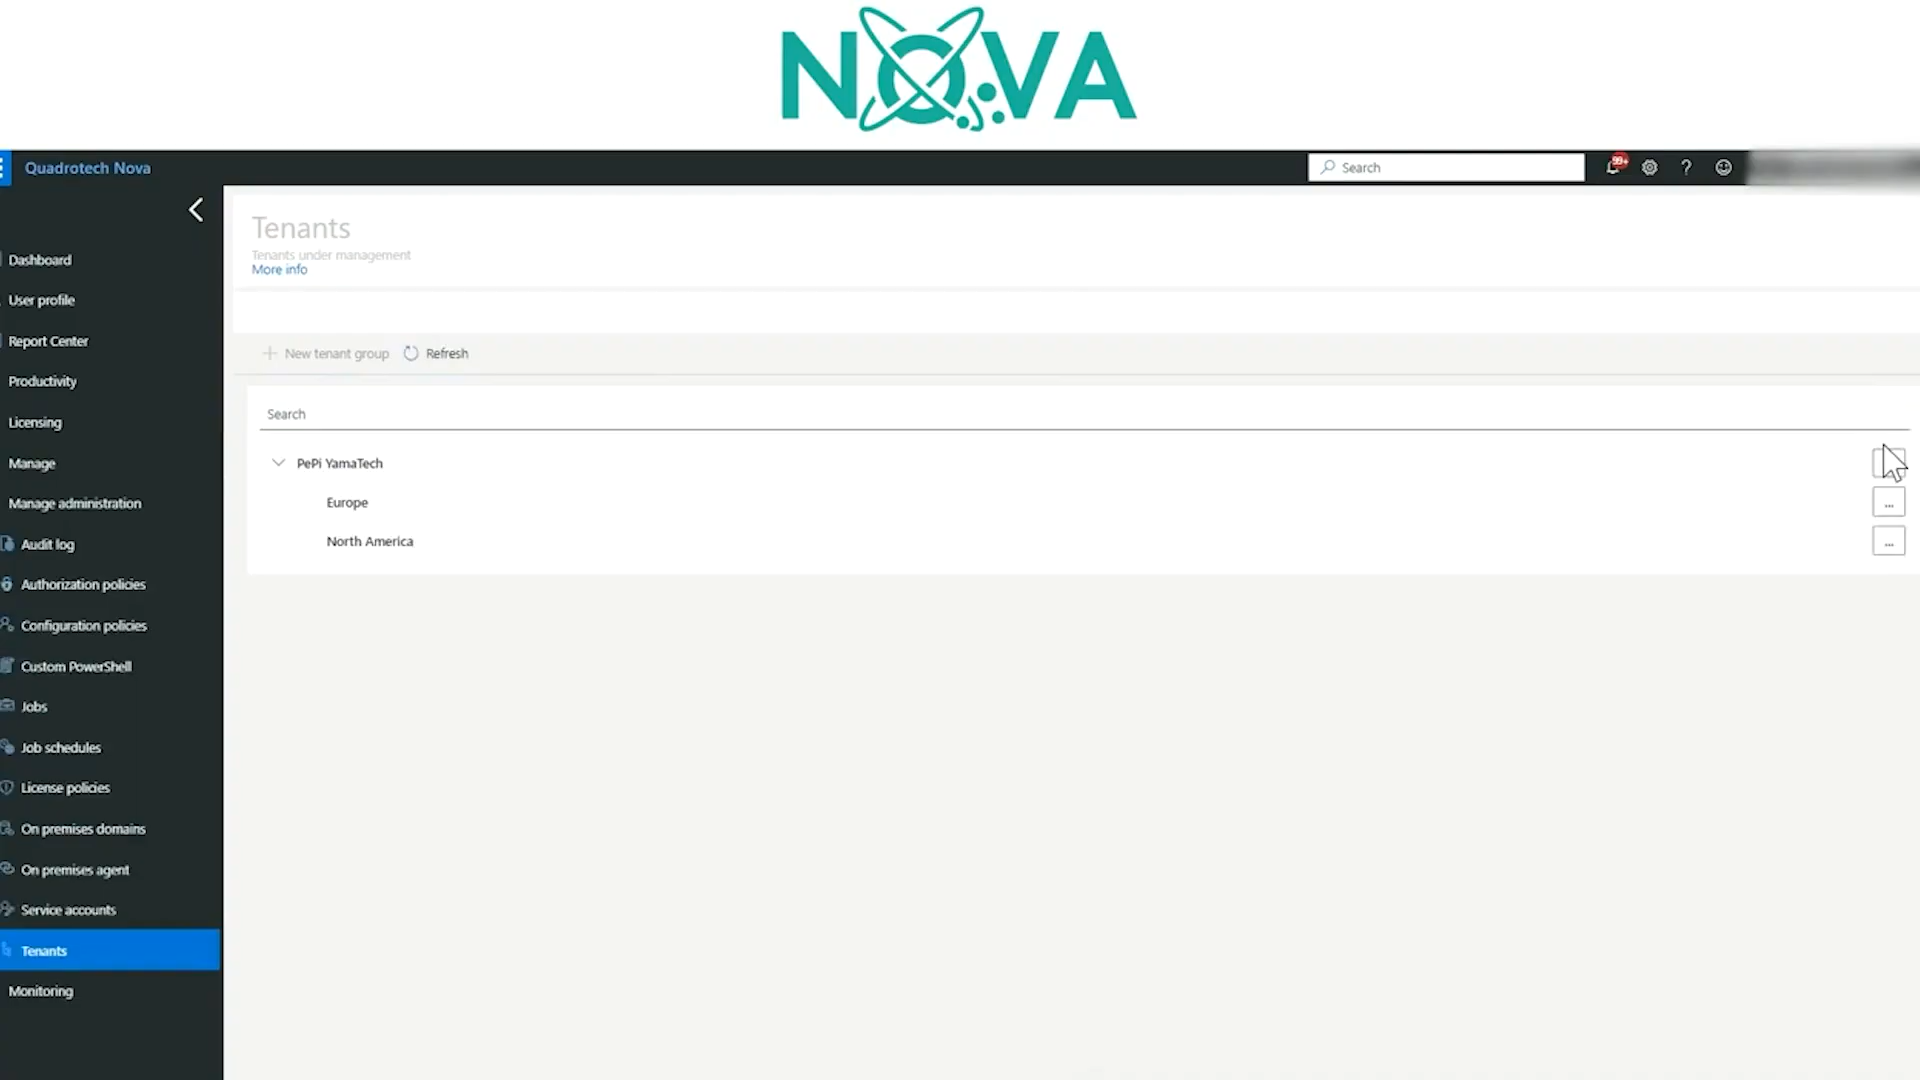 NOVA
Quadrotech Nova
Search
99+
?
Tenants
Tenants under management
More info
Dashboard
User profile
Report Center
Productivity
Licensing
Manage
Manage administration
Audit log
Authorization policies
Configuration policies
Custom PowerShell
Jobs
Job schedules
License policies
On premises domains
On premises agent
Service accounts
Tenants
Monitoring
New tenant group Refresh
Search
PePi YamaTech
Europe ...
North America ...